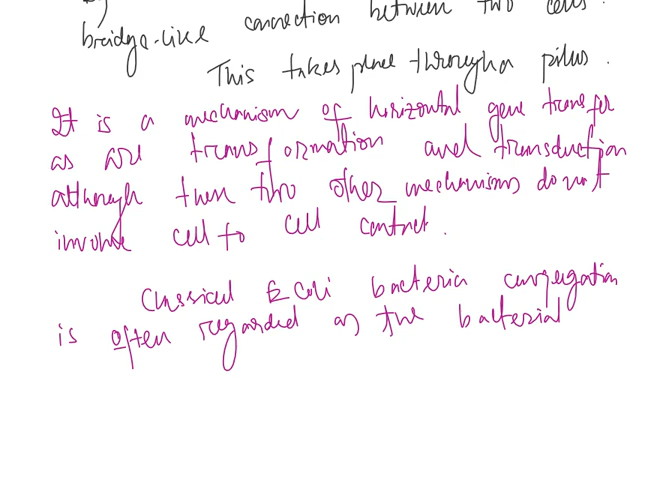 bridge-like connection between two cells.
This takes place through a pilus.
It is a mechanism of horizontal gene transfer
as are transformation and transduction
although these two other mechanisms do not
involve cell to cell contact.
Classical E Coli bacteria conjugation
is often regarded as the bacterial